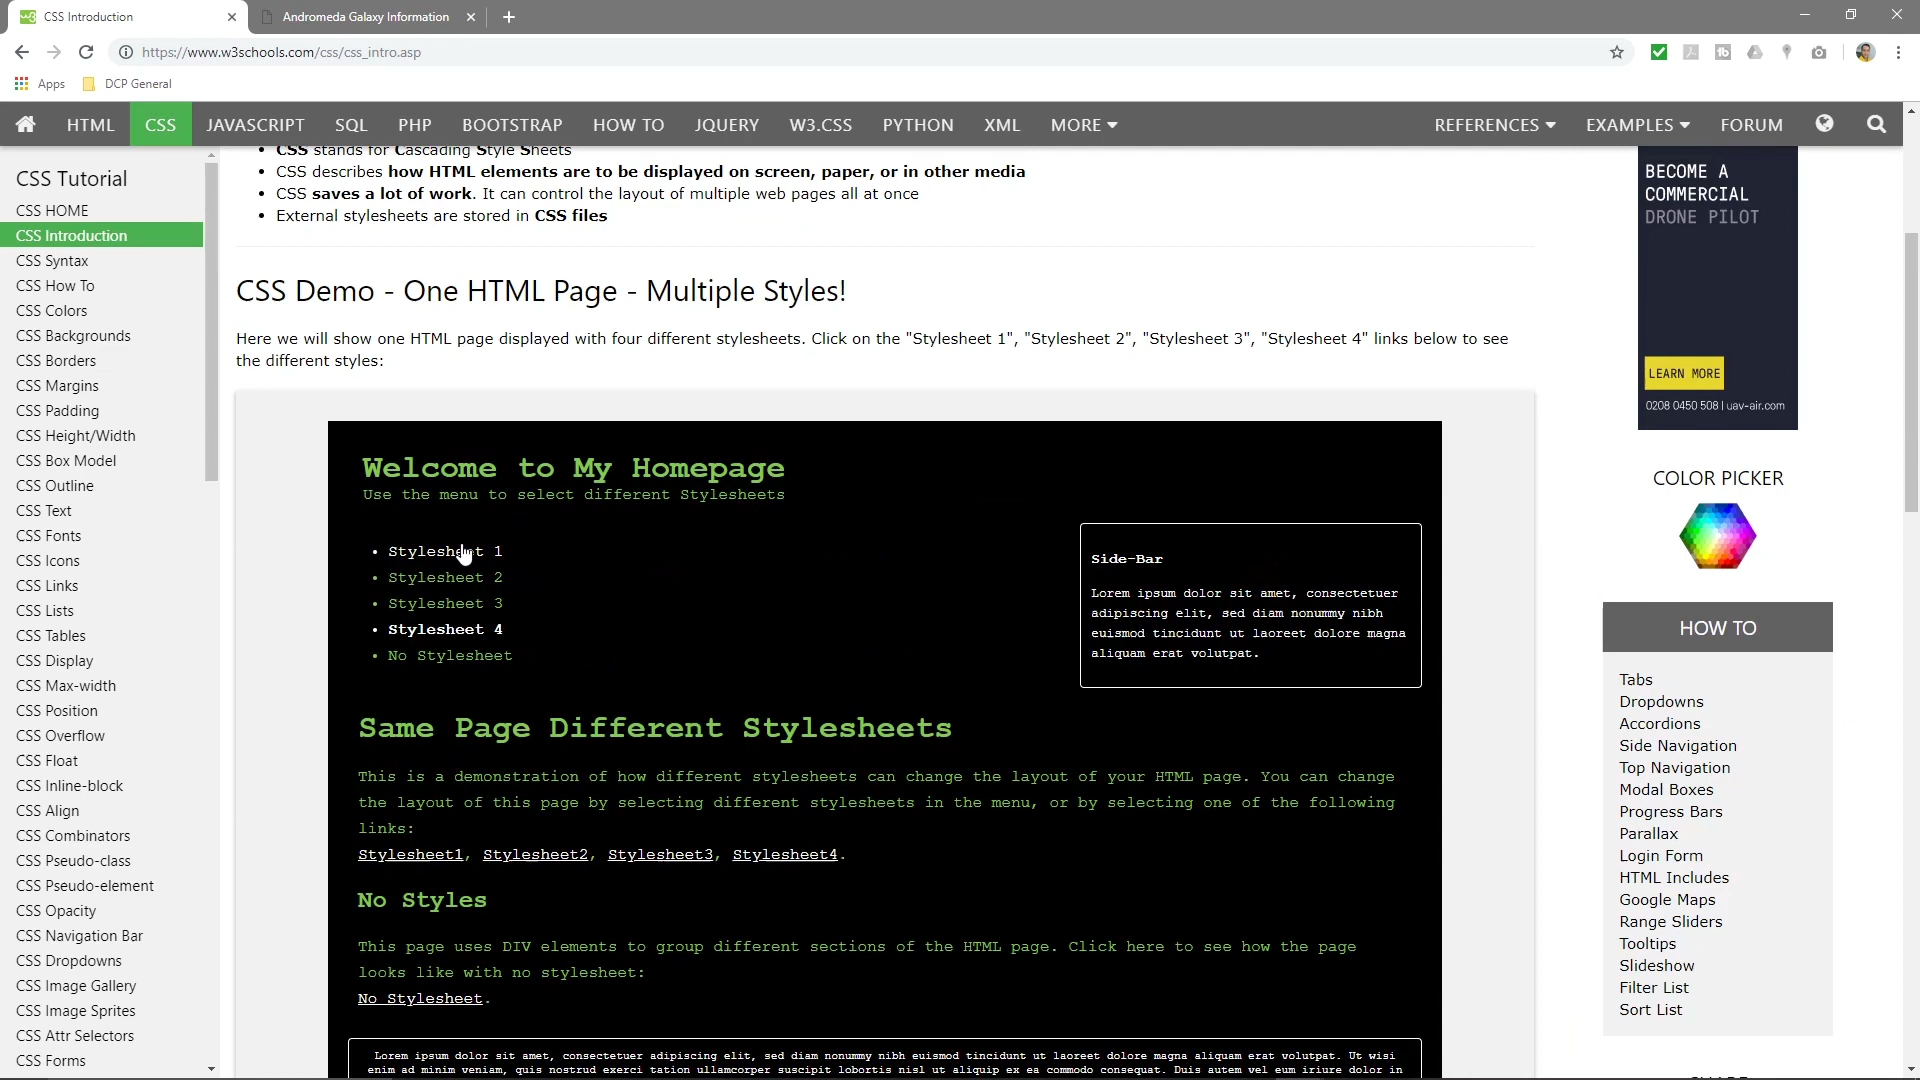 CSS Introduction
Andromeda Galaxy Information
https://www.w3schools.com/css/css_intro.asp
Apps
DCP General
HTML
CSS
JAVASCRIPT
SQL
PHP
BOOTSTRAP
HOW TO
JQUERY
W3.CSS
PYTHON
XML
MORE
REFERENCES
EXAMPLES
FORUM
CSS Tutorial
CSS HOME
CSS Introduction
CSS Syntax
CSS How To
CSS Colors
CSS Backgrounds
CSS Borders
CSS Margins
CSS Padding
CSS Height/Width
CSS Box Model
CSS Outline
CSS Text
CSS Fonts
CSS Icons
CSS Links
CSS Lists
CSS Tables
CSS Display
CSS Max-width
CSS Position
CSS Overflow
CSS Float
CSS Inline-block
CSS Align
CSS Combinators
CSS Pseudo-class
CSS Pseudo-element
CSS Opacity
CSS Navigation Bar
CSS Dropdowns
CSS Image Gallery
CSS Image Sprites
CSS Attr Selectors
CSS Forms
CSS stands for Cascading Style Sheets
CSS describes how HTML elements are to be displayed on screen, paper, or in other media
CSS saves a lot of work. It can control the layout of multiple web pages all at once
External stylesheets are stored in CSS files
CSS Demo - One HTML Page - Multiple Styles!
Here we will show one HTML page displayed with four different stylesheets. Click on the "Stylesheet 1", "Stylesheet 2", "Stylesheet 3", "Stylesheet 4" links below to see
the different styles:
Welcome to My Homepage
Use the menu to select different Stylesheets
Stylesheet 1
Stylesheet 2
Stylesheet 3
Stylesheet 4
No Stylesheet
Side-Bar
Lorem ipsum dolor sit amet, consectetuer
adipiscing elit, sed diam nonummy nibh
euismod tincidunt ut laoreet dolore magna
aliquam erat volutpat.
Same Page Different Stylesheets
This is a demonstration of how different stylesheets can change the layout of your HTML page. You can change
the layout of this page by selecting different stylesheets in the menu, or by selecting one of the following
links:
Stylesheet1, Stylesheet2, Stylesheet3, Stylesheet4.
No Styles
This page uses DIV elements to group different sections of the HTML page. Click here to see how the page
looks like with no stylesheet:
No Stylesheet.
Lorem ipsum dolor sit amet, consectetuer adipiscing elit, sed diam nonummy nibh euismod tincidunt ut laoreet dolore magna aliquam erat volutpat. Ut wisi
enim ad minim veniam, quis nostrud exerci tation ullamcorper suscipit lobortis nisl ut aliquip ex ea commodo consequat. Duis autem vel eum iriure dolor in
BECOME A
COMMERCIAL
DRONE PILOT
LEARN MORE
0208 0450 508 | uav-air.com
COLOR PICKER
HOW TO
Tabs
Dropdowns
Accordions
Side Navigation
Top Navigation
Modal Boxes
Progress Bars
Parallax
Login Form
HTML Includes
Google Maps
Range Sliders
Tooltips
Slideshow
Filter List
Sort List